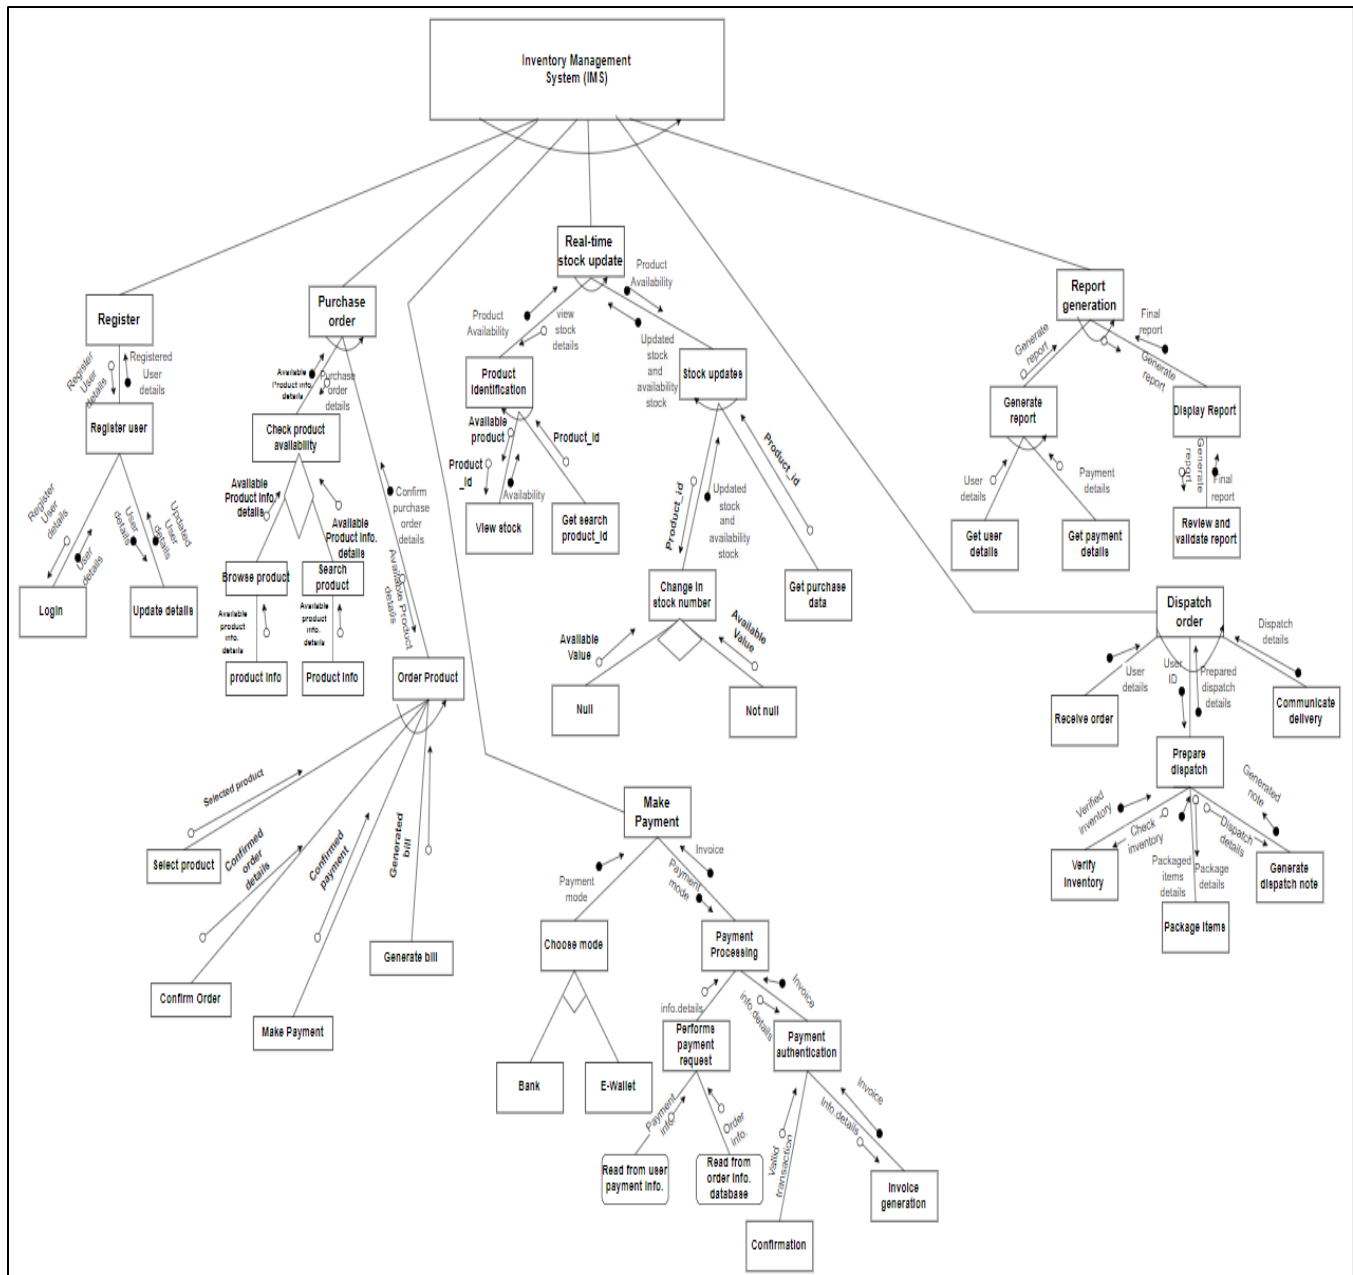 Inventory Management
System (IMS)
Real-time
stock update
Product
Availability
Product
Availability
view
stock
details
Updated
stock
and
availability
stock
Report
generation
Generate
report
Final
report
Generate
report
Register
Purchase
order
Register
User
details
Registered
User
details
Available
Product info.
details
Purchase
order
details
Product
Identification
Stock updates
Generate
report
Display Report
Register user
Check product
availability
Available
product
Product_id
Product
_id
Availability
Product_id
User
details
Payment
details
Generate
report
Final
report
Available
Product Info.
details
Available
Product Info.
details
Confirm
purchase
order
details
Available Product
details
View stock
Get search
product_id
Product_id
Updated
stock
and
availability
stock
Get user
details
Get payment
details
Review and
validate report
Register
User
details
User
details
User
details
Updated
User
details
Login
Update details
Browse product
Search
product
Change in
stock number
Get purchase
data
Dispatch
order
Available
product
info.
details
Available
product
info.
details
product info
Product Info
Order Product
Available
Value
Available
Value
Null
Not null
User
details
User
ID
Prepared
dispatch
details
Dispatch
details
Receive order
Communicate
delivery
Prepare
dispatch
Selected product
Confirmed
order
details
Confirmed
payment
Generated
bill
Select product
Generate bill
Confirm Order
Make Payment
Make
Payment
Verified
inventory
Check
inventory
Packaged
items
details
Package
details
Dispatch
details
Generated
note
Verify
Inventory
Generate
dispatch note
Package Items
Payment
mode
Invoice
Payment
mode
Choose mode
Payment
Processing
info.details
info.details
Invoice
Bank
E-Wallet
Performs
payment
request
Payment
authentication
Payment
info.
Order
info.
Valid
transaction
Info.details
Invoice
Read from user
payment info.
Read from
order info.
database
Invoice
generation
Confirmation